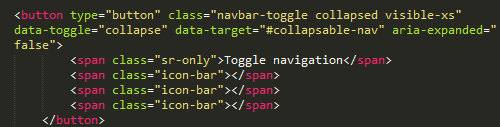 <button type="button" class="navbar-toggle collapsed visible-xs"
data-toggle="collapse" data-target="#collapsable-nav" aria-expanded="
false">
<span class="sr-only">Toggle navigation</span>
<span class="icon-bar"></span>
<span class="icon-bar"></span>
<span class="icon-bar"></span>
</button>